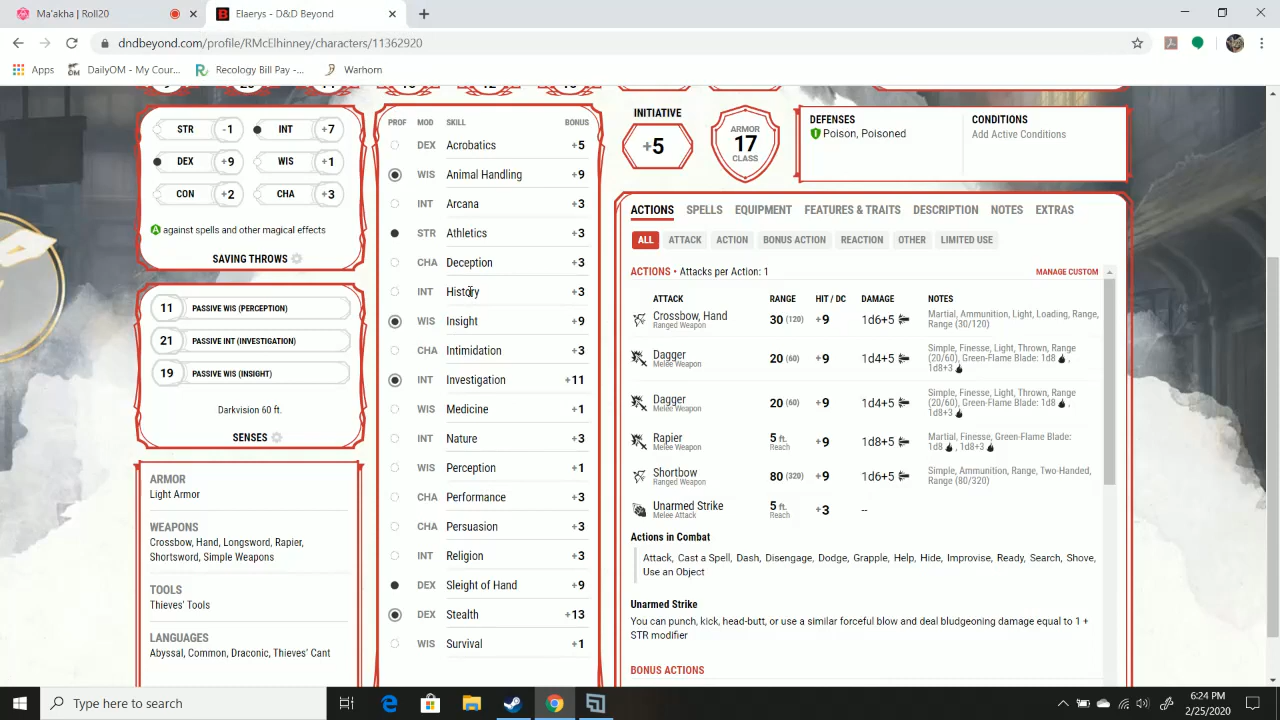 Ma'akha | Roll20
Elaerys - D&D Beyond
dndbeyond.com/profile/RMcElhinney/characters/11362920
Apps
DailyOM - My Cour...
Recology Bill Pay -...
Warhorn
STR -1 INT +7
DEX +9 WIS +1
CON +2 CHA +3
against spells and other magical effects
SAVING THROWS
11 PASSIVE WIS (PERCEPTION)
21 PASSIVE INT (INVESTIGATION)
19 PASSIVE WIS (INSIGHT)
Darkvision 60 ft.
SENSES
ARMOR
Light Armor
WEAPONS
Crossbow, Hand, Longsword, Rapier,
Shortsword, Simple Weapons
TOOLS
Thieves' Tools
LANGUAGES
Abyssal, Common, Draconic, Thieves' Cant
PROF MOD SKILL BONUS
DEX Acrobatics +5
WIS Animal Handling +9
INT Arcana +3
STR Athletics +3
CHA Deception +3
INT History +3
WIS Insight +9
CHA Intimidation +3
INT Investigation +11
WIS Medicine +1
INT Nature +3
WIS Perception +1
CHA Performance +3
CHA Persuasion +3
INT Religion +3
DEX Sleight of Hand +9
DEX Stealth +13
WIS Survival +1
INITIATIVE
+5
ARMOR
17
CLASS
DEFENSES
Poison, Poisoned
CONDITIONS
Add Active Conditions
ACTIONS SPELLS EQUIPMENT FEATURES & TRAITS DESCRIPTION NOTES EXTRAS
ALL ATTACK ACTION BONUS ACTION REACTION OTHER LIMITED USE
ACTIONS • Attacks per Action: 1
MANAGE CUSTOM
ATTACK RANGE HIT / DC DAMAGE NOTES
Crossbow, Hand
Ranged Weapon
30 (120) +9 1d6+5
Martial, Ammunition, Light, Loading, Range,
Range (30/120)
Dagger
Melee Weapon
20 (60) +9 1d4+5
Simple, Finesse, Light, Thrown, Range
(20/60), Green-Flame Blade: 1d8 ,
1d8+3
Dagger
Melee Weapon
20 (60) +9 1d4+5
Simple, Finesse, Light, Thrown, Range
(20/60), Green-Flame Blade: 1d8 ,
1d8+3
Rapier
Melee Weapon
5 ft.
Reach
+9 1d8+5
Martial, Finesse, Green-Flame Blade:
1d8 , 1d8+3
Shortbow
Ranged Weapon
80 (320) +9 1d6+5
Simple, Ammunition, Range, Two-Handed,
Range (80/320)
Unarmed Strike
Melee Attack
5 ft.
Reach
+3 --
Actions in Combat
Attack, Cast a Spell, Dash, Disengage, Dodge, Grapple, Help, Hide, Improvise, Ready, Search, Shove,
Use an Object
Unarmed Strike
You can punch, kick, head-butt, or use a similar forceful blow and deal bludgeoning damage equal to 1 +
STR modifier
BONUS ACTIONS
Type here to search
6:24 PM
2/25/2020